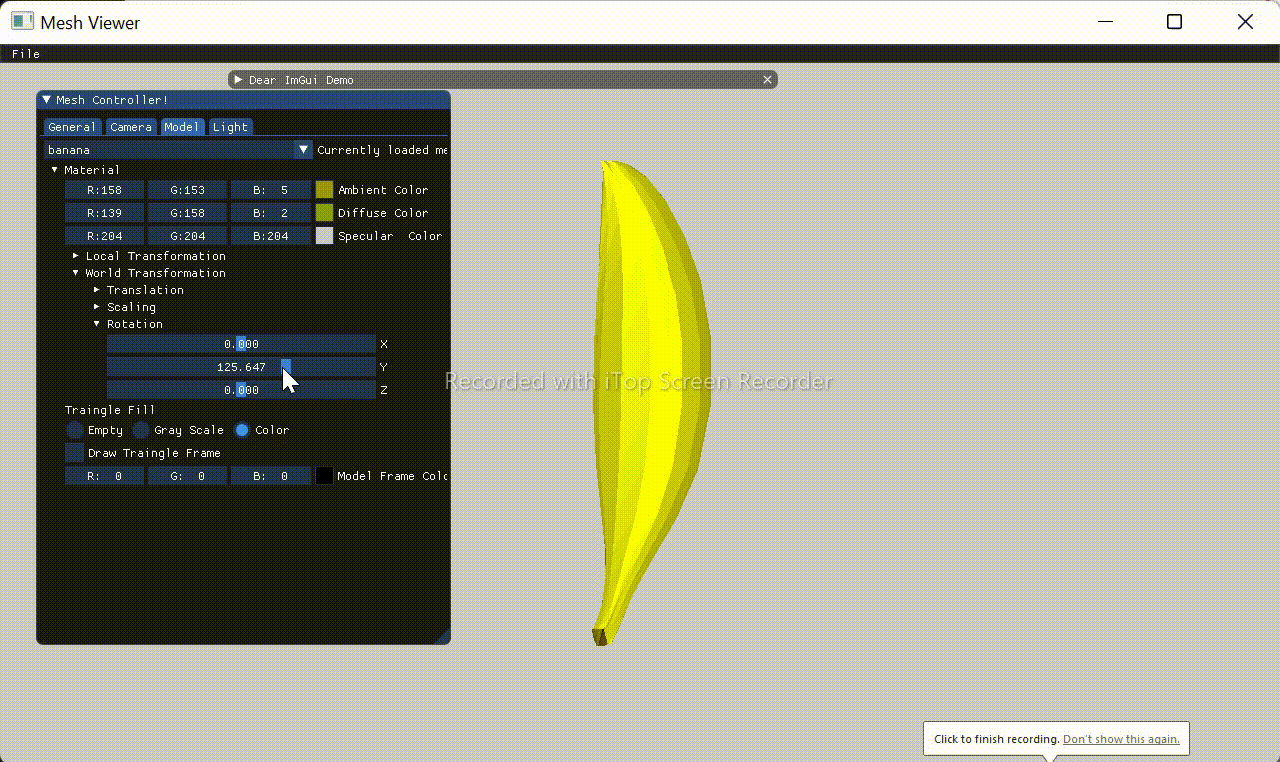 Mesh Viewer
File
Dear ImGui Demo
Mesh Controller!
General Camera Model Light
banana Currently loaded me
Material
R:158 G:153 B: 5 Ambient Color
R:139 G:158 B: 2 Diffuse Color
R:204 G:204 B:204 Specular Color
Local Transformation
World Transformation
Translation
Scaling
Rotation
0.000 X
125.647 Y
0.000 Z
Recorded with iTop Screen Recorder
Traingle Fill
Empty Gray Scale Color
Draw Traingle Frame
R: 0 G: 0 B: 0 Model Frame Colo
Click to finish recording. Don't show this again.